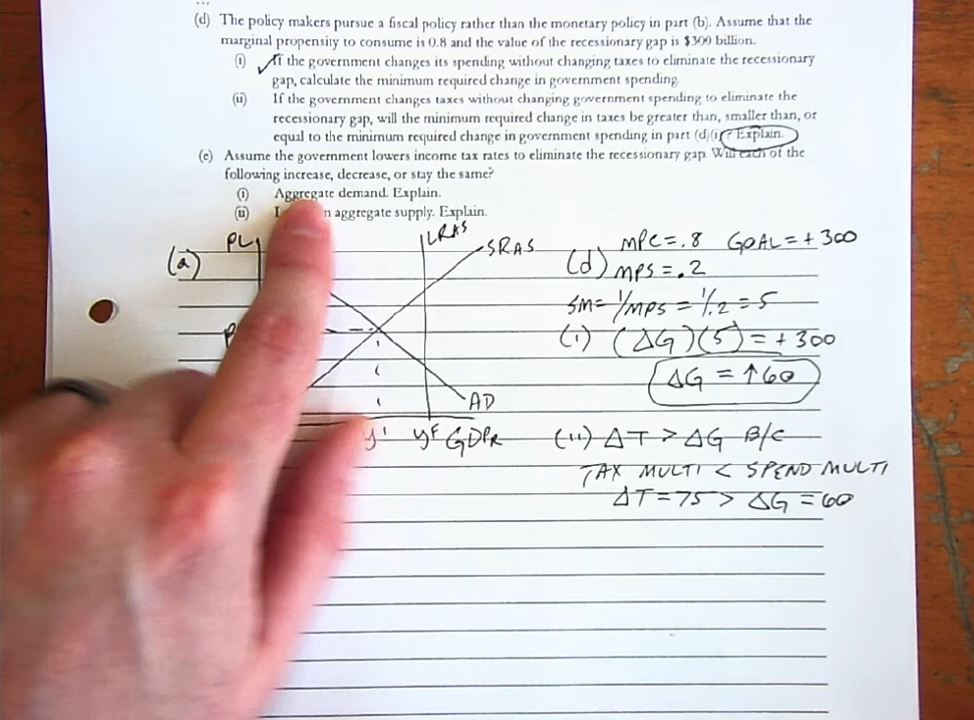 (d) The policy makers pursue a fiscal policy rather than the monetary policy in part (b). Assume that the
marginal propensity to consume is 0.8 and the value of the recessionary gap is $300 billion.
(i) If the government changes its spending without changing taxes to eliminate the recessionary
gap, calculate the minimum required change in government spending.
(ii) If the government changes taxes without changing government spending to eliminate the
recessionary gap, will the minimum required change in taxes be greater than, smaller than, or
equal to the minimum required change in government spending in part (d)(i)? Explain.
(e) Assume the government lowers income tax rates to eliminate the recessionary gap. Will each of the
following increase, decrease, or stay the same?
(i) Aggregate demand. Explain.
(ii) aggregate supply. Explain.
(a)
PL
LRAS
SRAS
AD
Y' YF GDPR
(d) MPC = .8 GOAL = + 300
MPS = .2
SM = 1/MPS = 1/.2 = 5
(i) (ΔG)(5) = + 300
ΔG = ↑60
(ii) ΔT > ΔG B/C
TAX MULTI < SPEND MULTI
ΔT = 75 > ΔG = 60